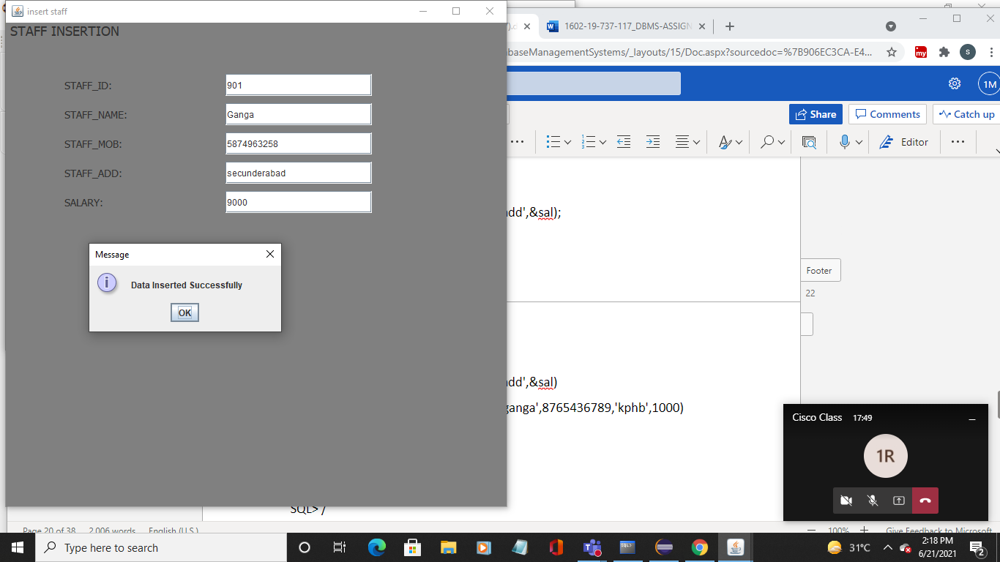 insert staff
STAFF INSERTION
STAFF_ID:
901
STAFF_NAME:
Ganga
STAFF_MOB:
5874963258
STAFF_ADD:
secunderabad
SALARY:
9000
Message
i
Data Inserted Successfully
OK
1602-19-737-117_DBMS-ASSIGN
baseManagementSystems/_layouts/15/Doc.aspx?sourcedoc=%7B906EC3CA-E4...
my
S
1M
Share
Comments
Catch up
Editor
dd',&sal);
Footer
22
dd',&sal)
ganga',8765436789,'kphb',1000)
SQL> /
Cisco Class 17:49
1R
Page 20 of 38 2,006 words English (U.S.)
100% Give Feedback to Microsoft
Type here to search
31°C
2:18 PM
6/21/2021
2